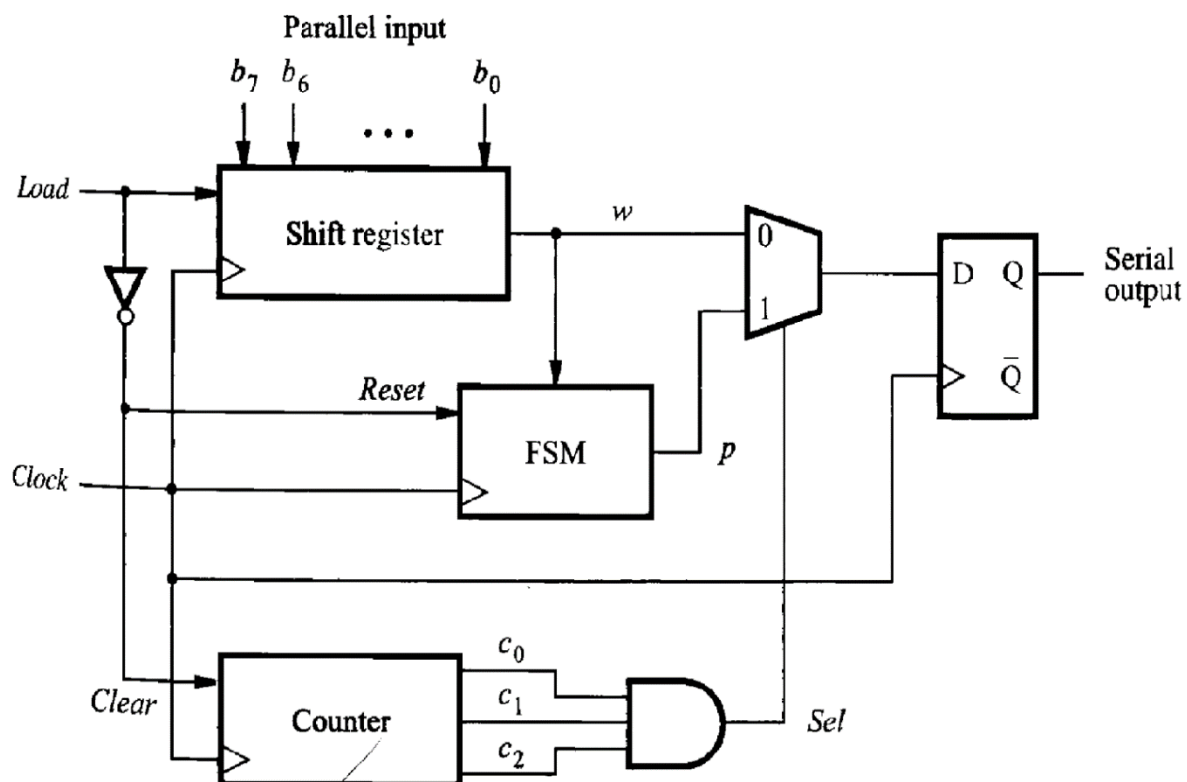 Parallel input
b₇ b₆ b₀
Load
Shift register
w
0
1
D Q
Q̄
Serial
output
Reset
FSM
p
Clock
Clear
Counter
c₀
c₁
c₂
Sel